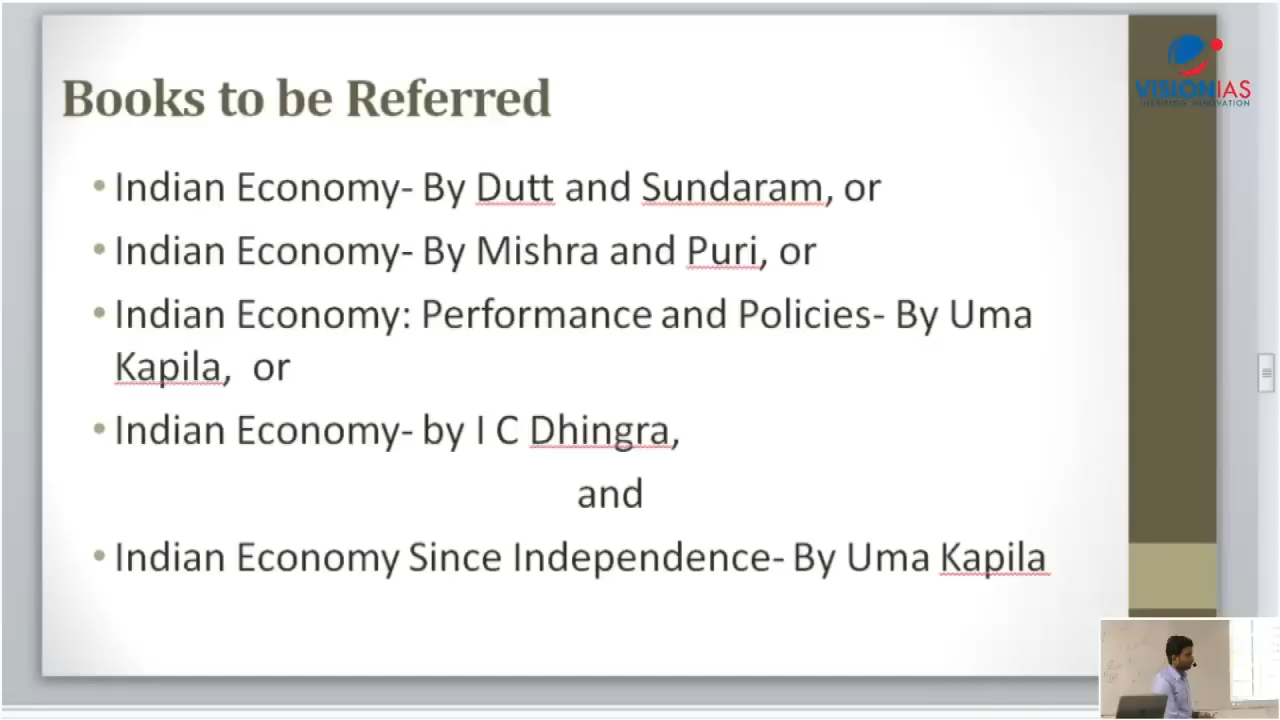 Books to be Referred
VISIONIAS
INSPIRING INNOVATION
• Indian Economy- By Dutt and Sundaram, or
• Indian Economy- By Mishra and Puri, or
• Indian Economy: Performance and Policies- By Uma
Kapila, or
• Indian Economy- by I C Dhingra,
and
• Indian Economy Since Independence- By Uma Kapila